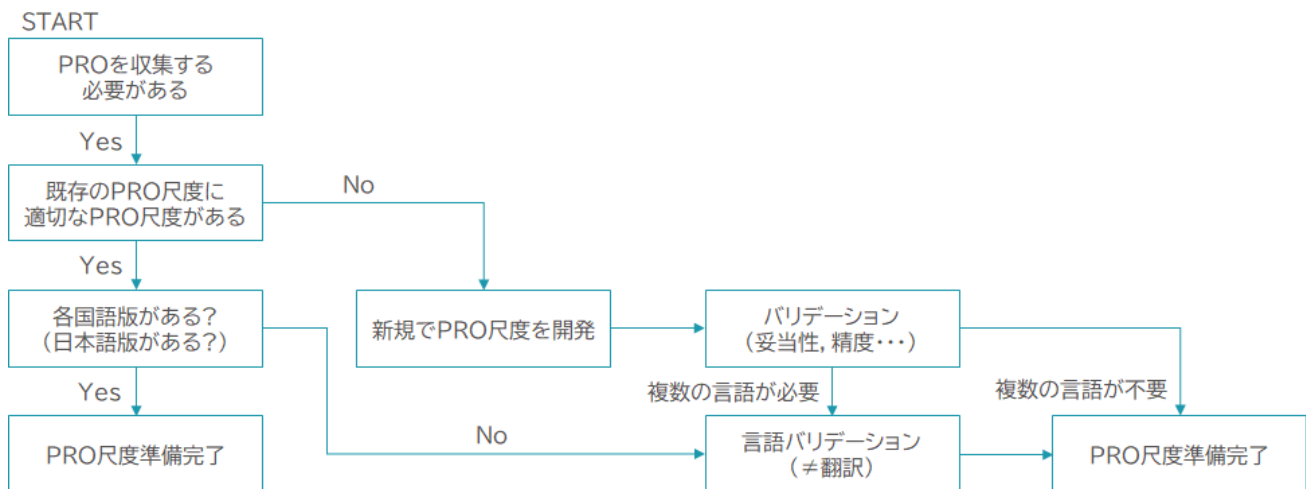 START
PROを収集する
必要がある
Yes
既存のPRO尺度に
適切なPRO尺度がある
No
Yes
各国語版がある?
（日本語版がある?）
新規でPRO尺度を開発
バリデーション
（妥当性, 精度･･･）
Yes
複数の言語が必要
複数の言語が不要
PRO尺度準備完了
No
言語バリデーション
（≠翻訳）
PRO尺度準備完了